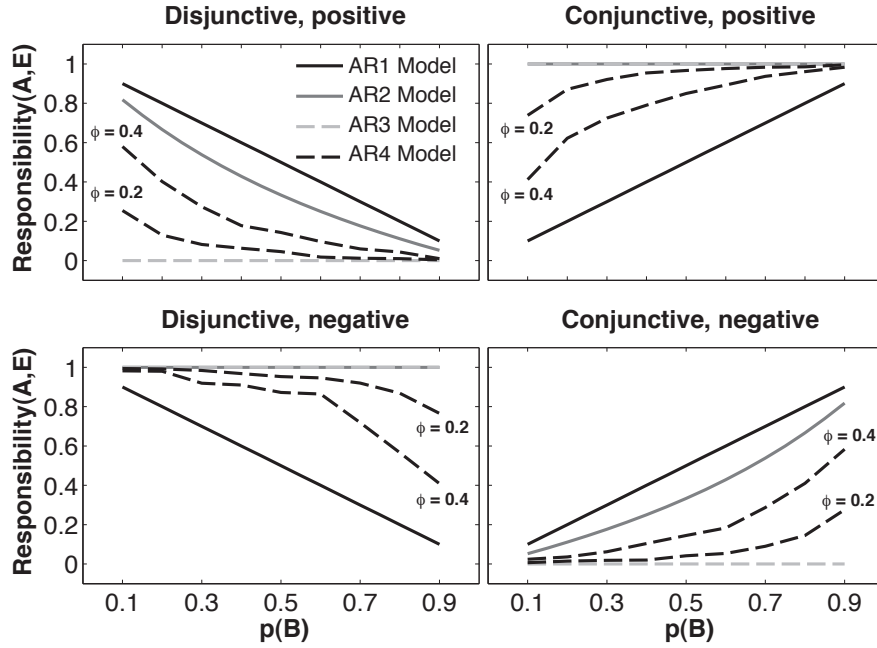 Disjunctive, positive
Conjunctive, positive
Responsibility(A,E)
1
0.8
0.6
0.4
0.2
0
AR1 Model
AR2 Model
AR3 Model
AR4 Model
ϕ = 0.4
ϕ = 0.2
ϕ = 0.2
ϕ = 0.4
Disjunctive, negative
Conjunctive, negative
Responsibility(A,E)
1
0.8
0.6
0.4
0.2
0
ϕ = 0.2
ϕ = 0.4
ϕ = 0.4
ϕ = 0.2
0.1 0.3 0.5 0.7 0.9
0.1 0.3 0.5 0.7 0.9
p(B)
p(B)